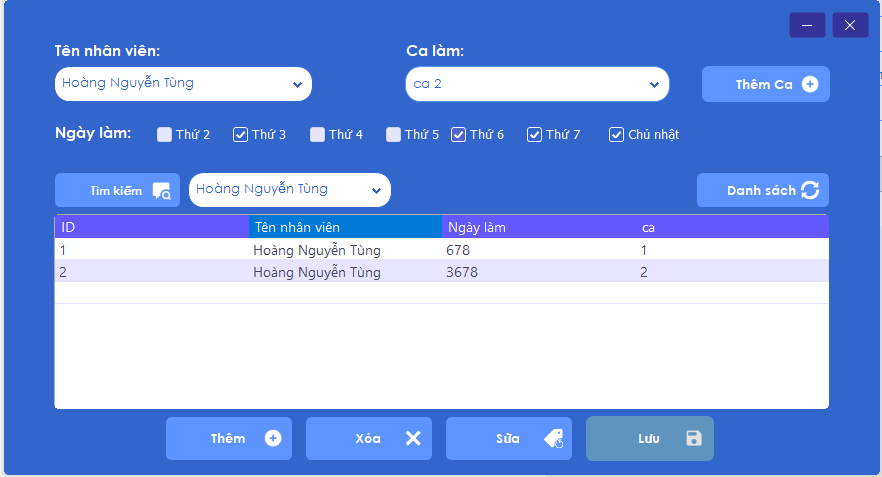 Tên nhân viên: Ca làm:
Hoàng Nguyễn Tùng ca 2 Thêm Ca
Ngày làm: Thứ 2 Thứ 3 Thứ 4 Thứ 5 Thứ 6 Thứ 7 Chủ nhật
Tìm kiếm Hoàng Nguyễn Tùng Danh sách
ID Tên nhân viên Ngày làm ca
1 Hoàng Nguyễn Tùng 678 1
2 Hoàng Nguyễn Tùng 3678 2
Thêm Xóa Sửa Lưu